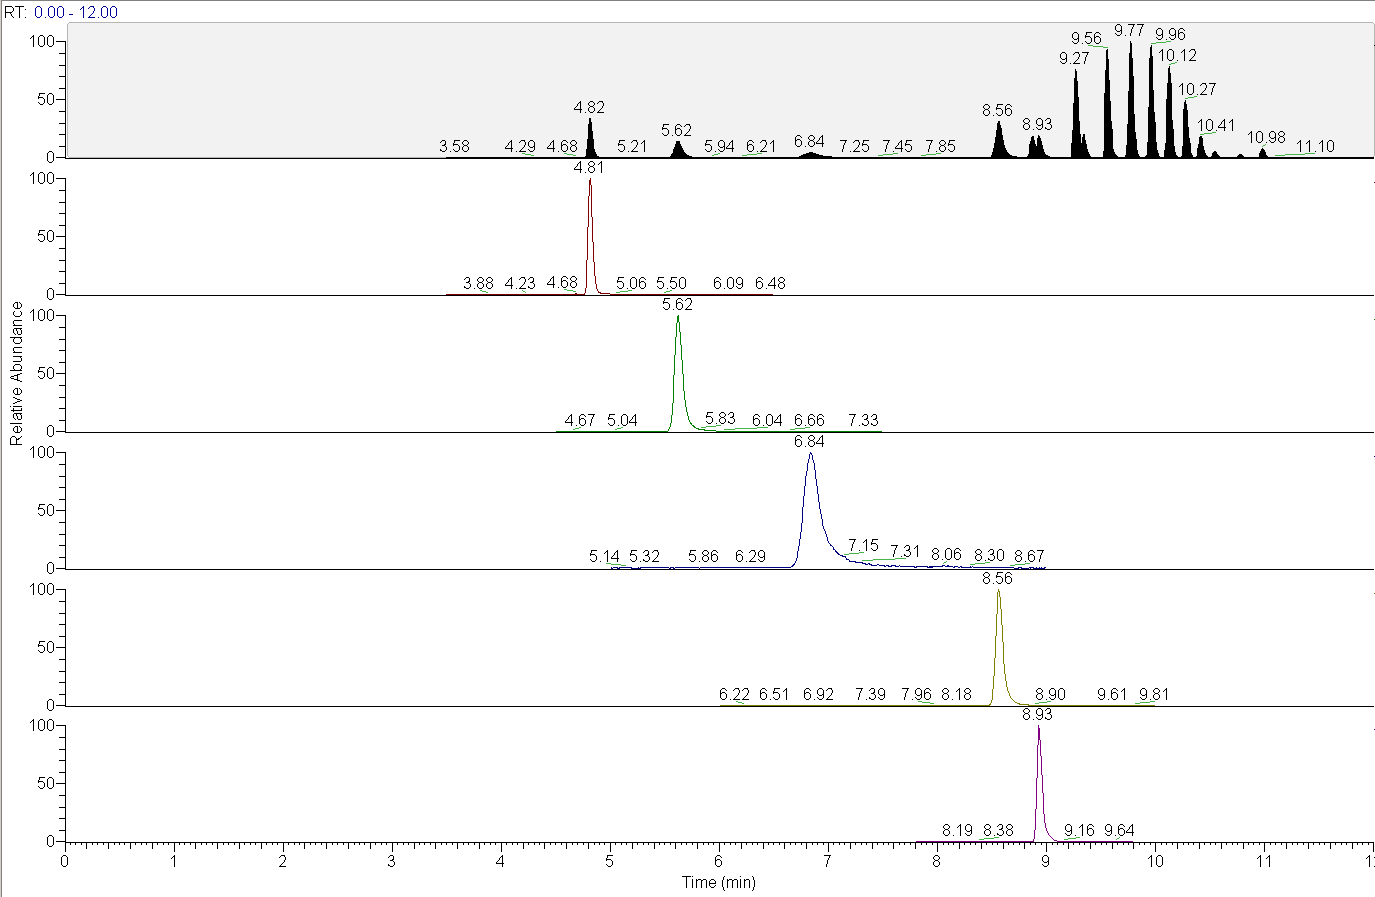 RT: 0.00 - 12.00
9.77
9.56 9.96
100 9.27 10.12
10.27
50 4.82 8.56 8.93 10.41
5.62
3.58 4.29 4.68 5.21 5.94 6.21 6.84 7.25 7.45 7.85 10.98 11.10
0
4.81
100
50
3.88 4.23 4.68 5.06 5.50 6.09 6.48
0
5.62
100
50
4.67 5.04 5.83 6.04 6.66 7.33
0
6.84
100
50
5.14 5.32 5.86 6.29 7.15 7.31 8.06 8.30 8.67
0
8.56
100
50
6.22 6.51 6.92 7.39 7.96 8.18 8.90 9.61 9.81
0
8.93
100
50
8.19 8.38 9.16 9.64
0
Relative Abundance
0 1 2 3 4 5 6 7 8 9 10 11
Time (min)